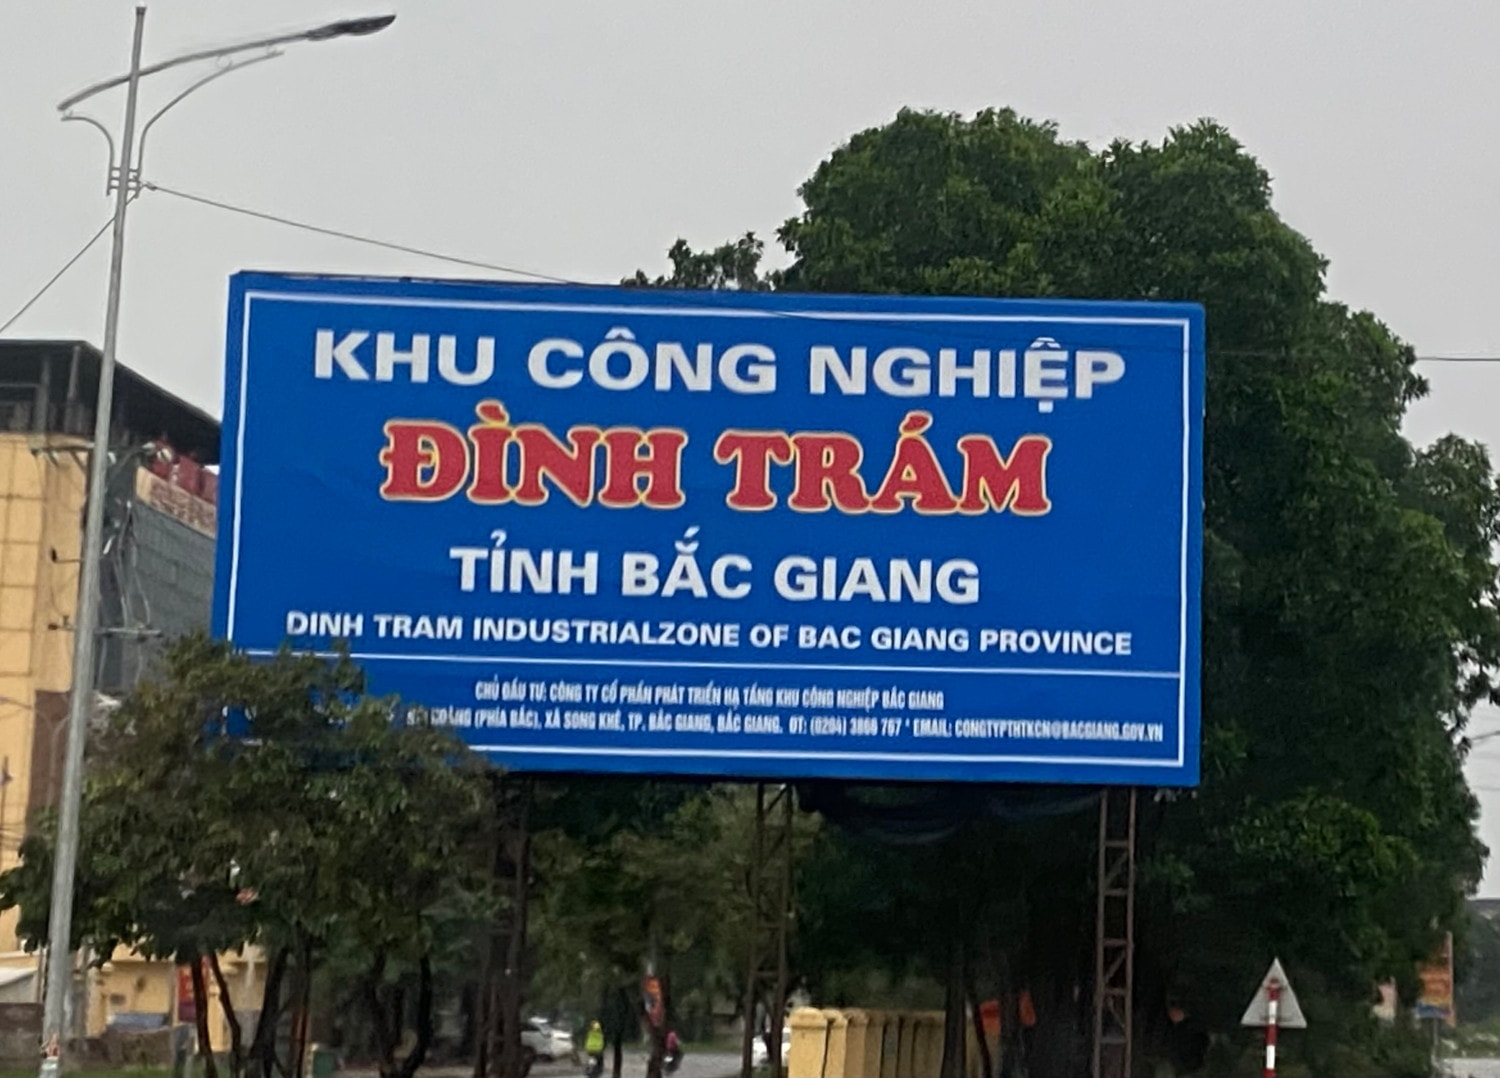 KHU CÔNG NGHIỆP
ĐÌNH TRÁM
TỈNH BẮC GIANG
DINH TRAM INDUSTRIALZONE OF BAC GIANG PROVINCE
CHỦ ĐẦU TƯ: CÔNG TY CỔ PHẦN PHÁT TRIỂN HẠ TẦNG KHU CÔNG NGHIỆP BẮC GIANG
(PHÍA BẮC), XÃ SONG KHÊ, TP. BẮC GIANG, BẮC GIANG. ĐT: (0204) 3866 767 * EMAIL: CONGTYPTHTKCN@BACGIANG.GOV.VN